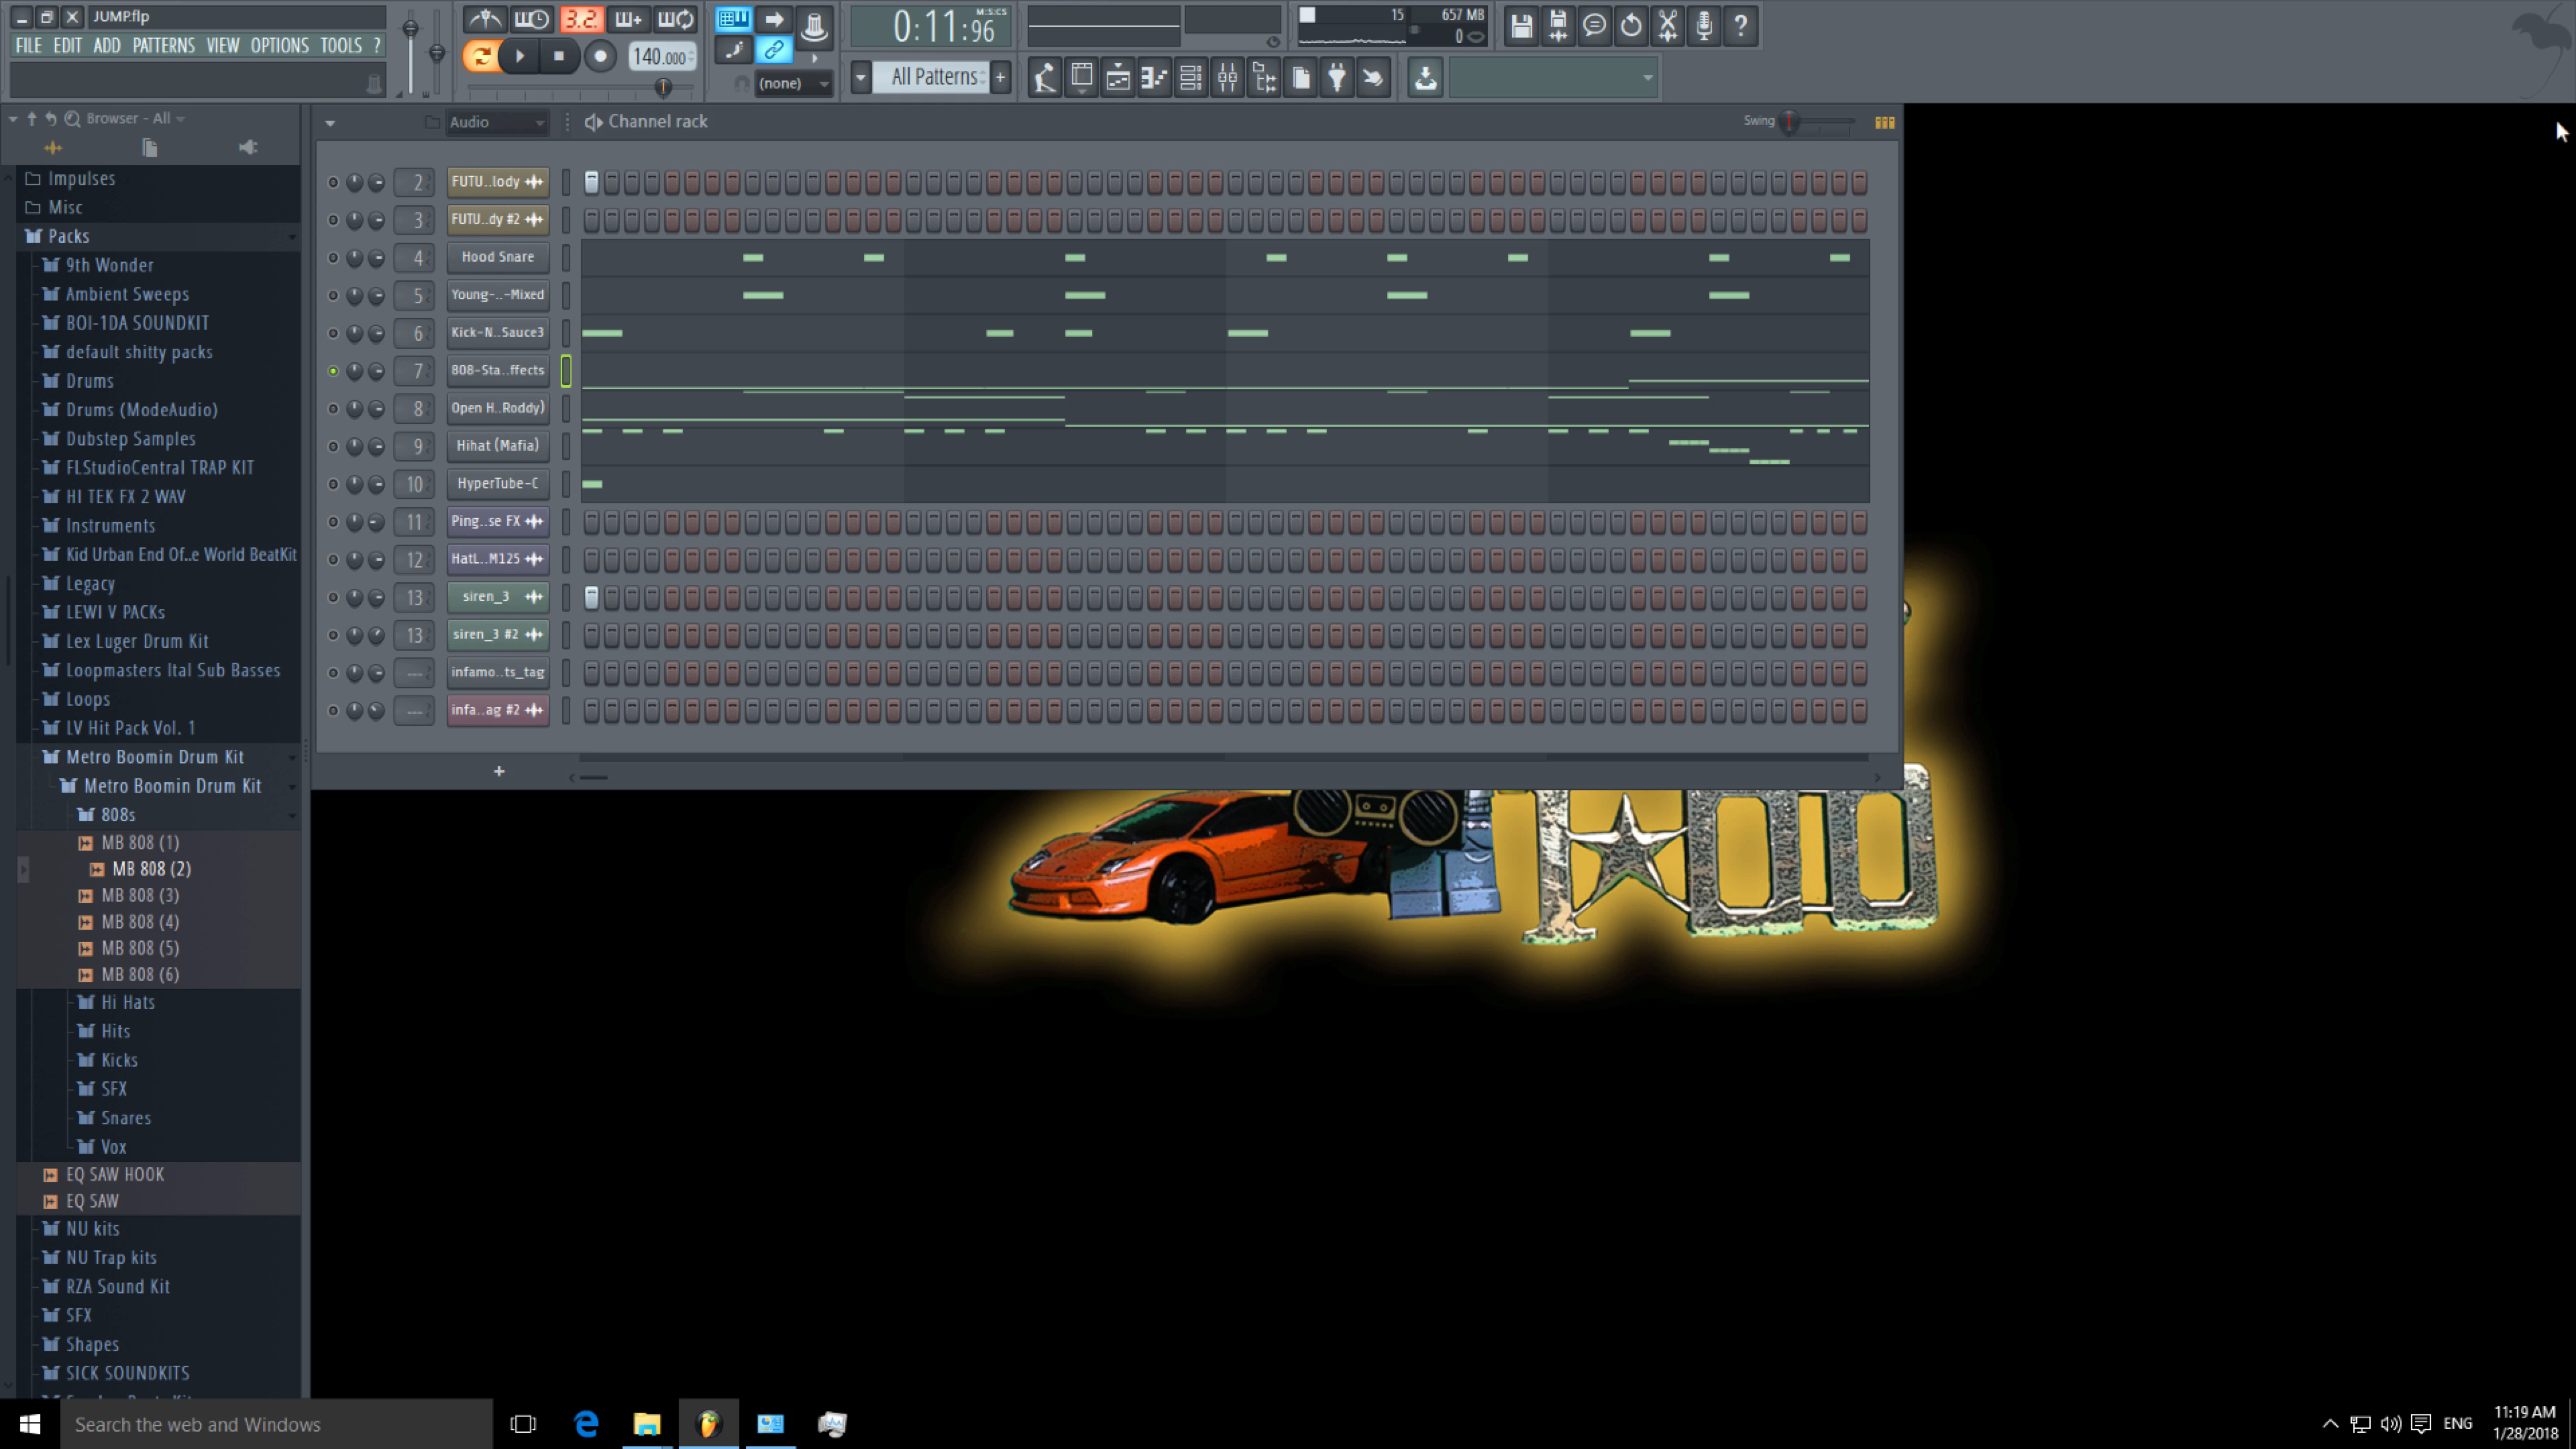 JUMP.flp
FILE EDIT ADD PATTERNS VIEW OPTIONS TOOLS ?
3.2.
140.000
(none)
M:S:CS
0:11:96
All Patterns
15
657 MB
0
Browser - All
Audio
Channel rack
Swing
Impulses
Misc
Packs
9th Wonder
Ambient Sweeps
BOI-1DA SOUNDKIT
default shitty packs
Drums
Drums (ModeAudio)
Dubstep Samples
FLStudioCentral TRAP KIT
HI TEK FX 2 WAV
Instruments
Kid Urban End Of..e World BeatKit
Legacy
LEWI V PACKs
Lex Luger Drum Kit
Loopmasters Ital Sub Basses
Loops
LV Hit Pack Vol. 1
Metro Boomin Drum Kit
Metro Boomin Drum Kit
808s
MB 808 (1)
MB 808 (2)
MB 808 (3)
MB 808 (4)
MB 808 (5)
MB 808 (6)
Hi Hats
Hits
Kicks
SFX
Snares
Vox
EQ SAW HOOK
EQ SAW
NU kits
NU Trap kits
RZA Sound Kit
SFX
Shapes
SICK SOUNDKITS
2 FUTU..lody
3 FUTU..dy #2
4 Hood Snare
5 Young-..-Mixed
6 Kick-N..Sauce3
7 808-Sta..ffects
8 Open H..Roddy)
9 Hihat (Mafia)
10 HyperTube-C
11 Ping..se FX
12 HatL..M125
13 siren_3
13 siren_3 #2
--- infamo..ts_tag
--- infa..ag #2
+
Search the web and Windows
ENG
11:19 AM
1/28/2018